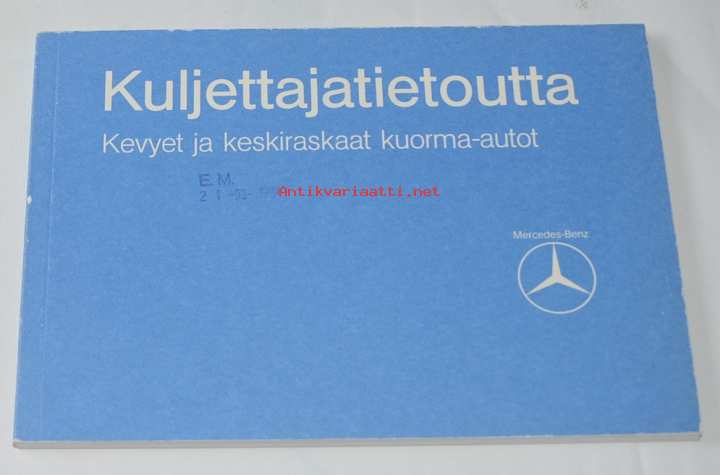 Kuljettajatietoutta
Kevyet ja keskiraskaat kuorma-autot
E.M.
Antikvariaatti.net
Mercedes-Benz